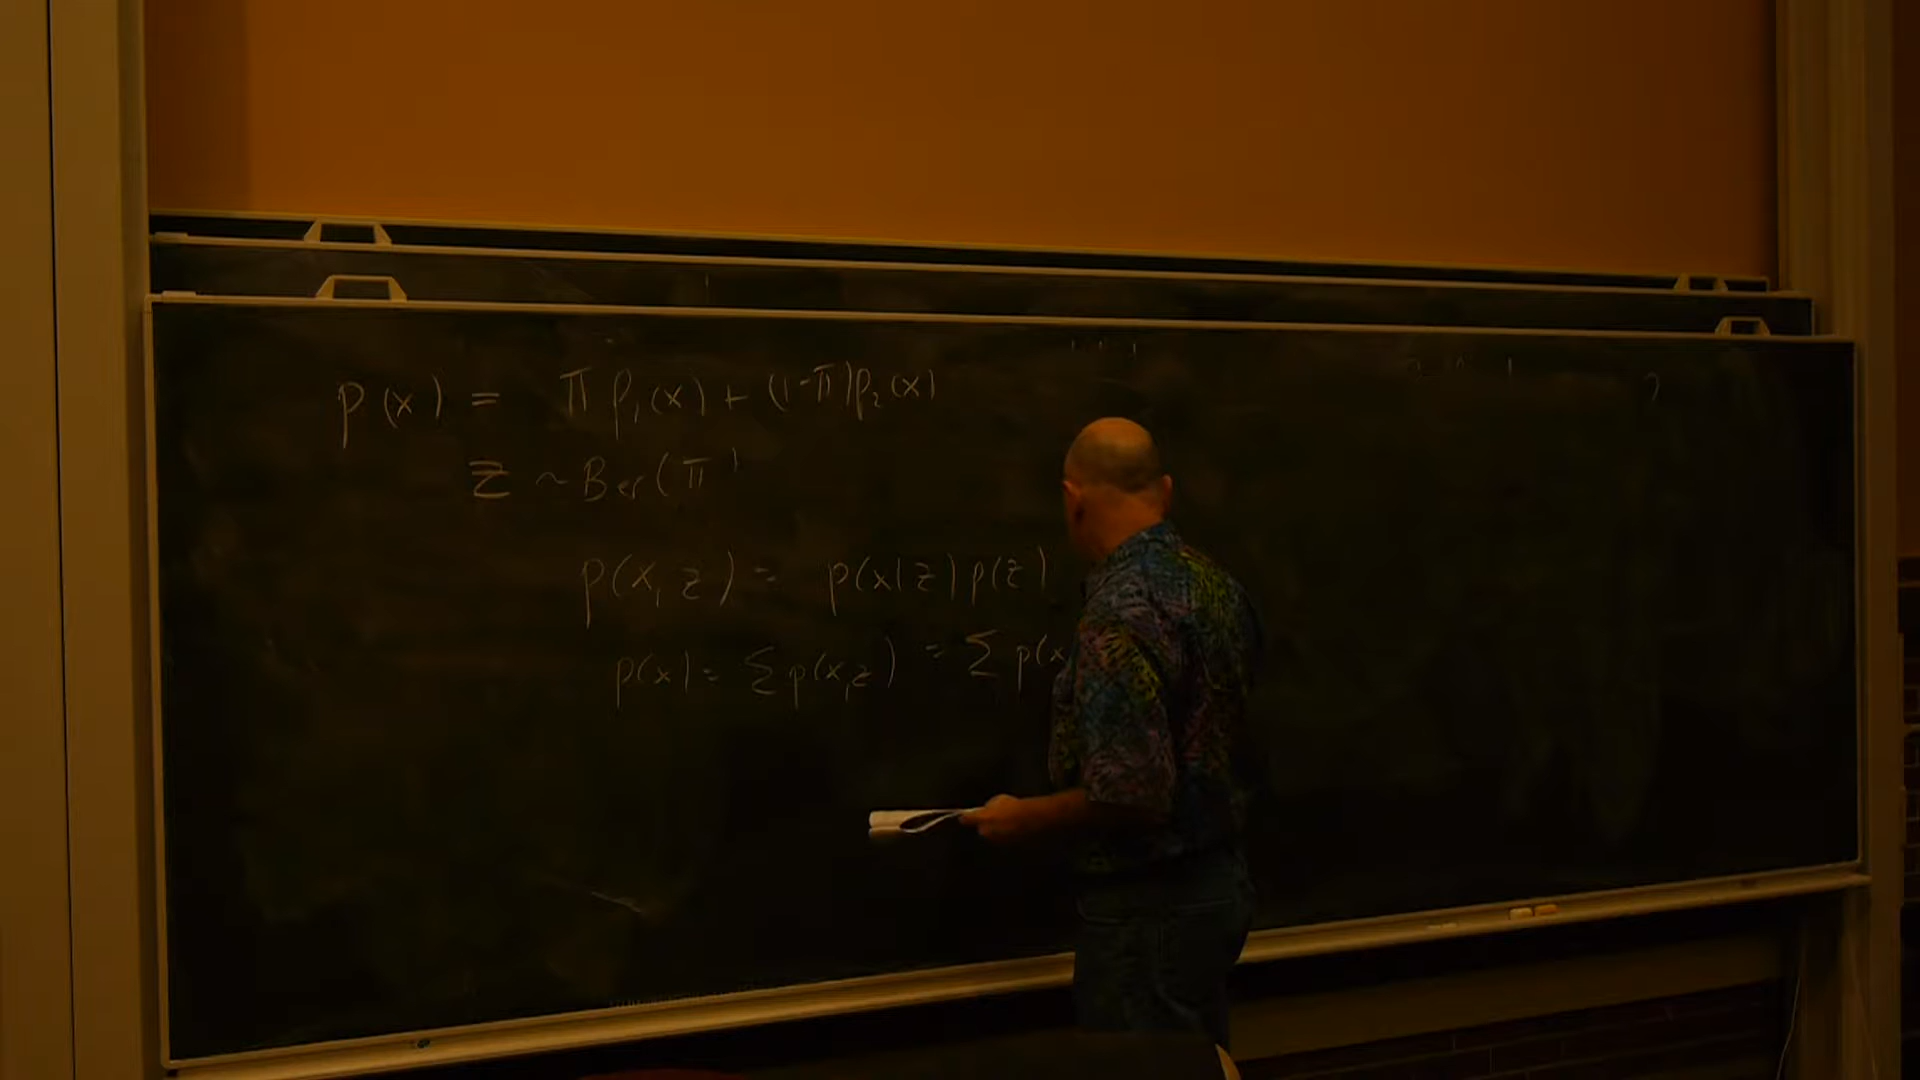 p(x) = π p₁(x) + (1-π)p₂(x)
z ~ Ber(π)
p(x, z) = p(x|z) p(z)
p(x) = Σ p(x,z) = Σ p(x